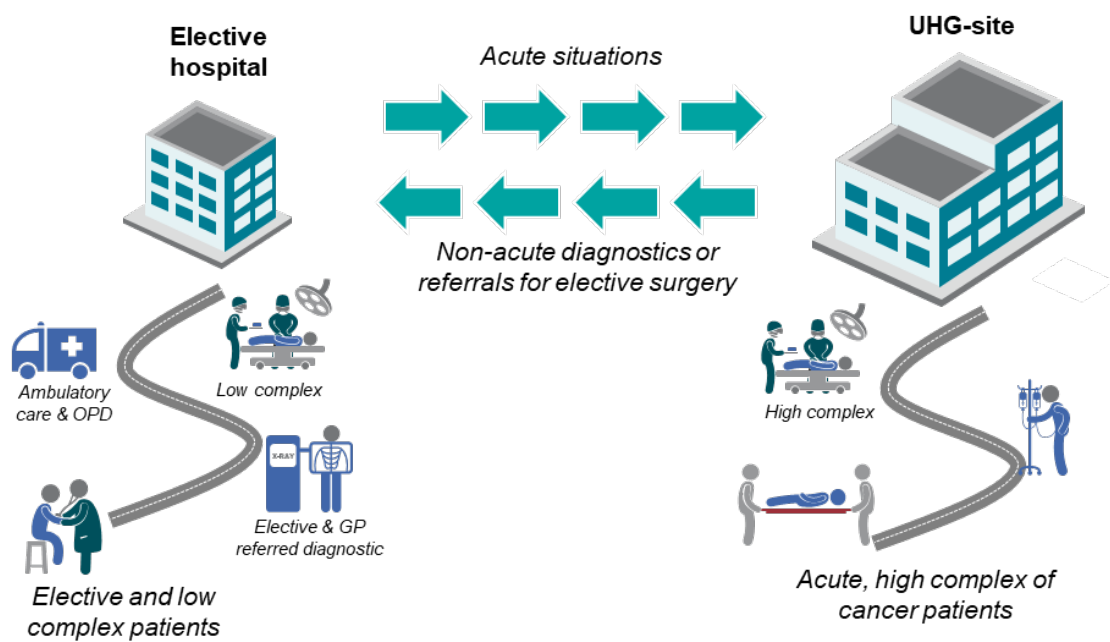 Elective
hospital
Acute situations
UHG-site
Non-acute diagnostics or
referrals for elective surgery
Ambulatory
care & OPD
Low complex
X-RAY
Elective & GP
referred diagnostic
Elective and low
complex patients
High complex
Acute, high complex of
cancer patients